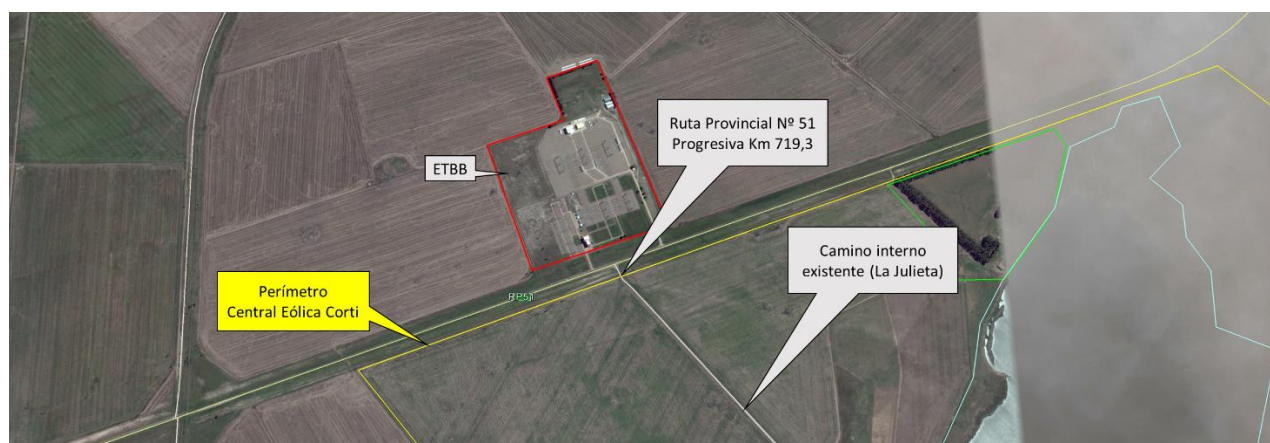 Ruta Provincial Nº 51
Progresiva Km 719,3
ETBB
Camino interno
existente (La Julieta)
Perímetro
Central Eólica Corti
RP51